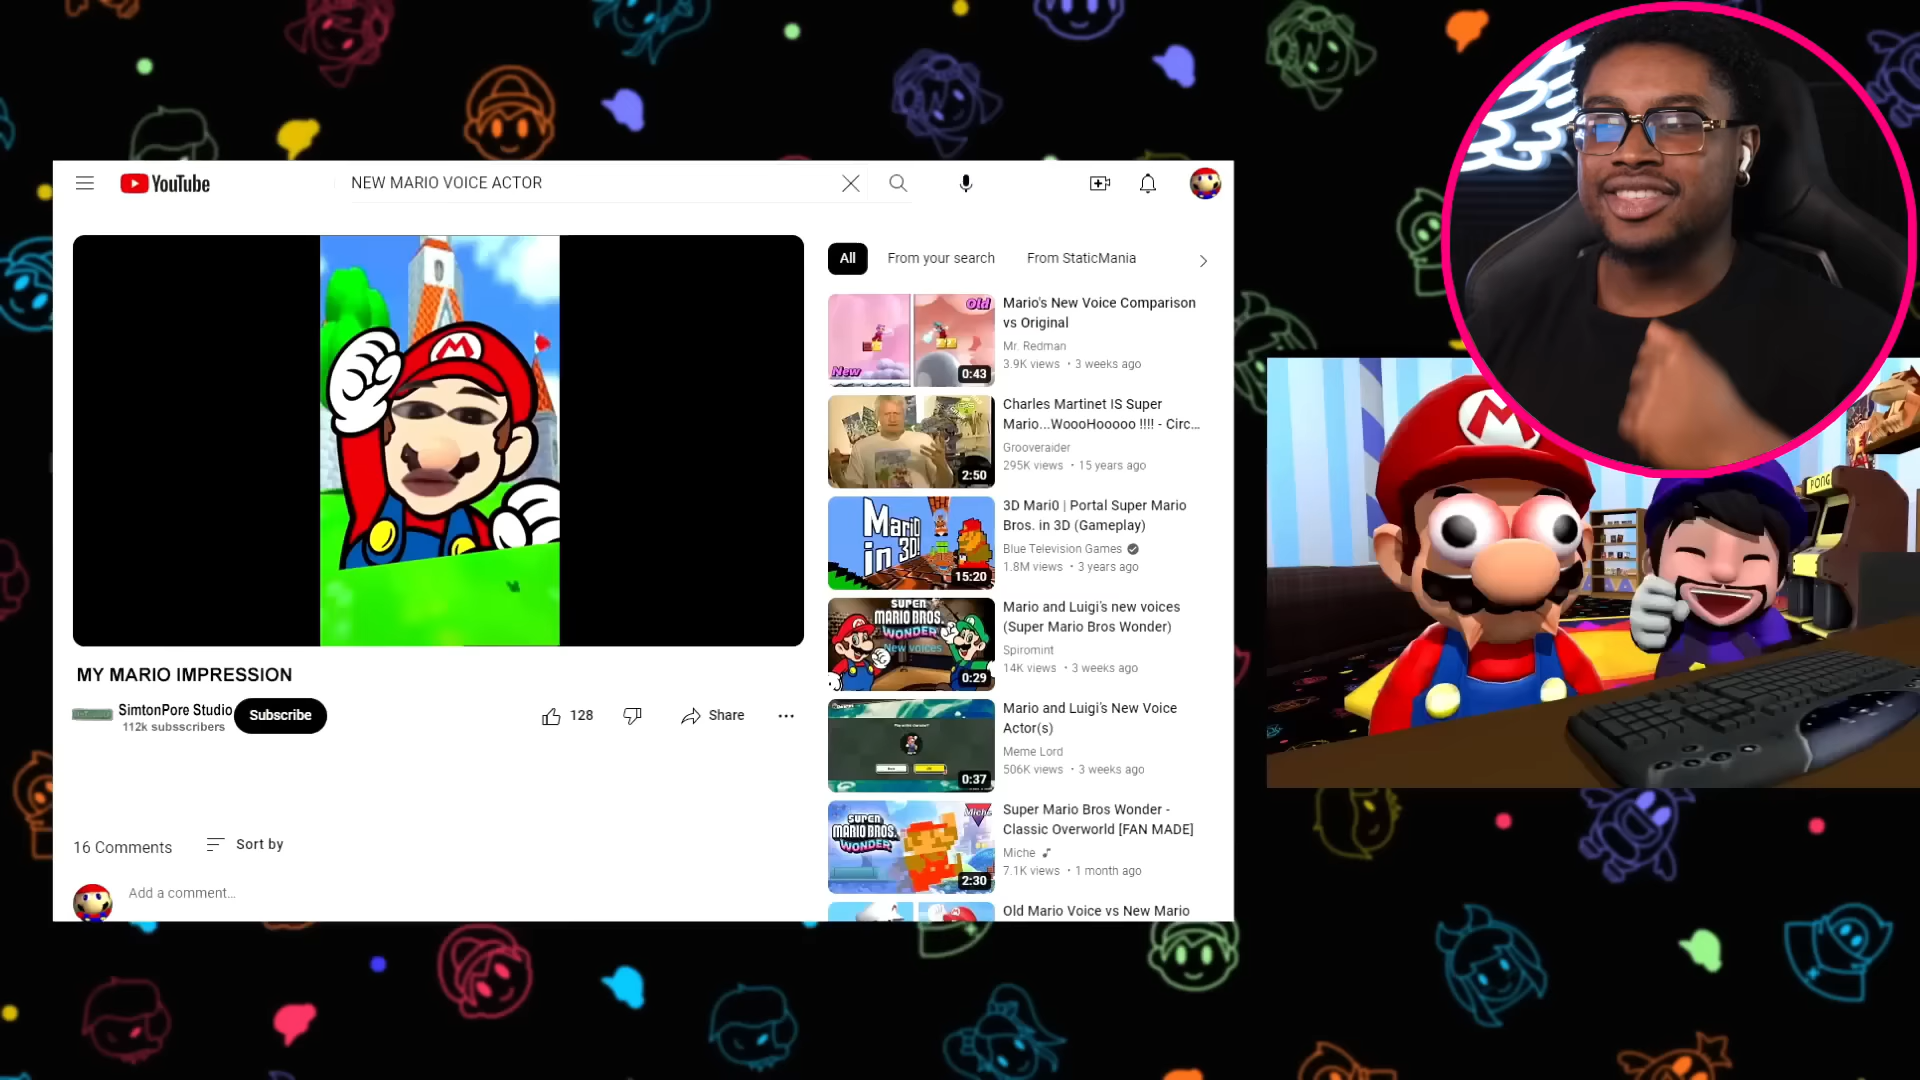 YouTube
NEW MARIO VOICE ACTOR
MY MARIO IMPRESSION
SimtonPore Studio
112k subsscribers
Subscribe
128
Share
16 Comments
Sort by
Add a comment...
All
From your search
From StaticMania
Old
New
0:43
Mario's New Voice Comparison
vs Original
Mr. Redman
3.9K views • 3 weeks ago
2:50
Charles Martinet IS Super
Mario...WoooHooooo !!!! - Circ...
Grooveraider
295K views • 15 years ago
Mari0
in 3D!
15:20
3D Mari0 | Portal Super Mario
Bros. in 3D (Gameplay)
Blue Television Games
1.8M views • 3 years ago
SUPER
MARIO BROS.
WONDER
New voices
0:29
Mario and Luigi's new voices
(Super Mario Bros Wonder)
Spiromint
14K views • 3 weeks ago
0:37
Mario and Luigi's New Voice
Actor(s)
Meme Lord
506K views • 3 weeks ago
SUPER
MARIO BROS.
WONDER
Miche
2:30
Super Mario Bros Wonder -
Classic Overworld [FAN MADE]
Miche
7.1K views • 1 month ago
Old Mario Voice vs New Mario
M
M
PONG